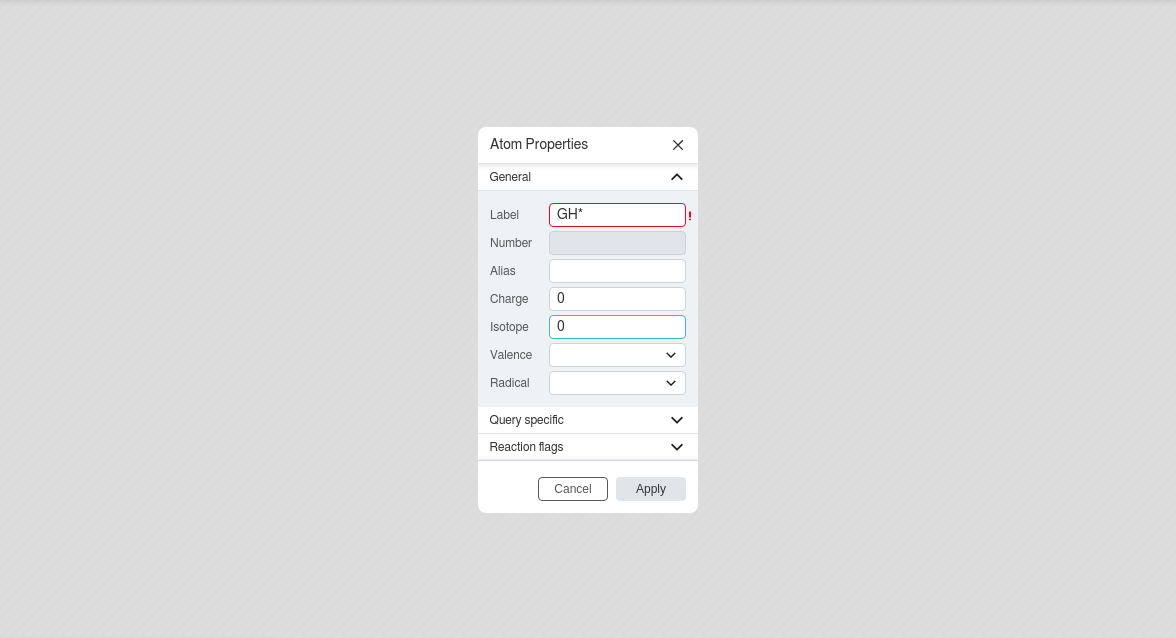 Atom Properties
General
Label GH* !
Number
Alias
Charge 0
Isotope 0
Valence
Radical
Query specific
Reaction flags
Cancel Apply